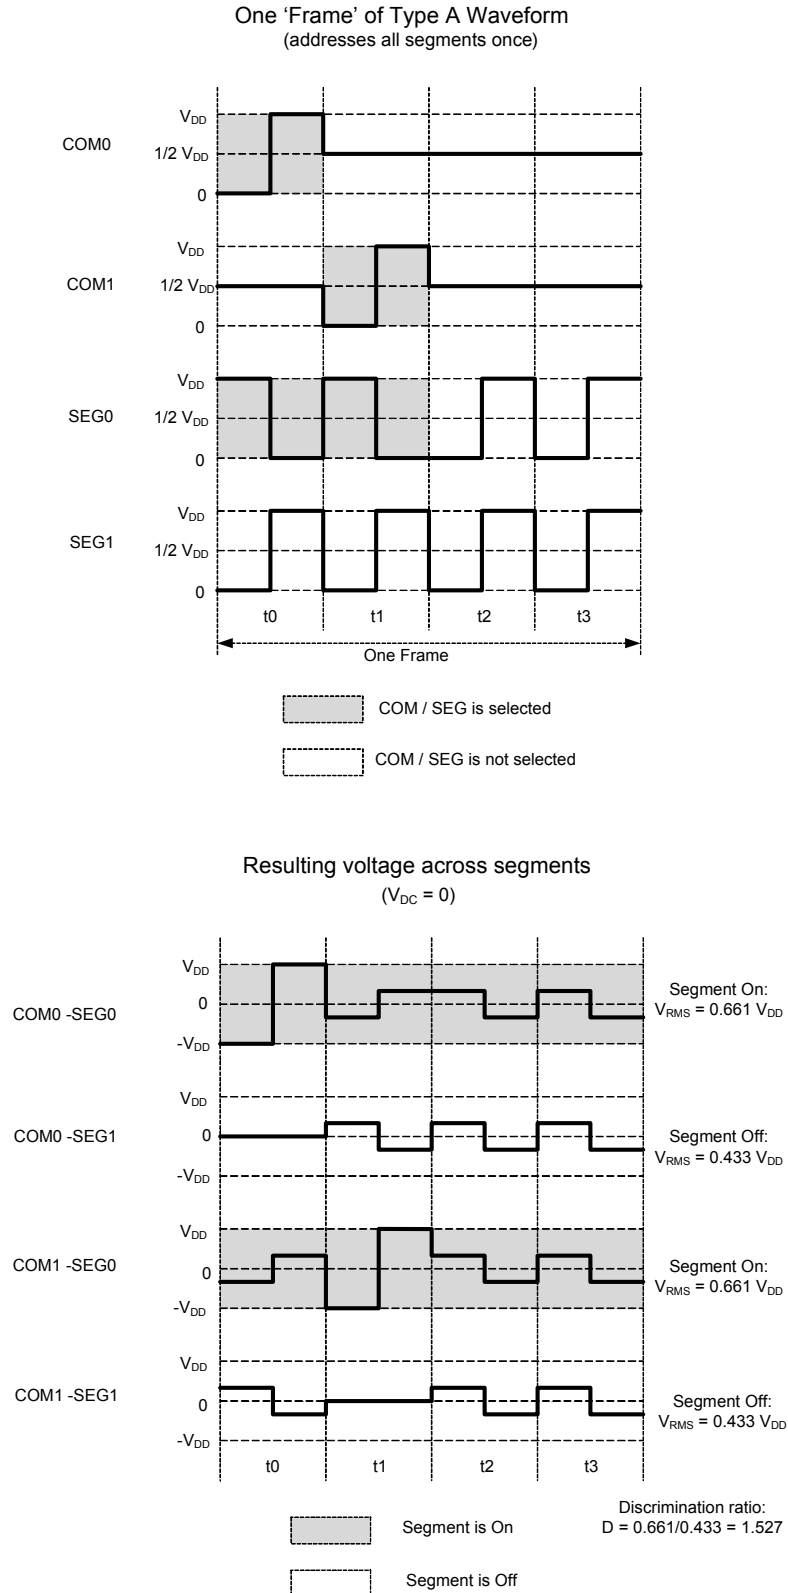 One ‘Frame’ of Type A Waveform
(addresses all segments once)
COM0
VDD
1/2 VDD
0
COM1
VDD
1/2 VDD
0
SEG0
VDD
1/2 VDD
0
SEG1
VDD
1/2 VDD
0
t0 t1 t2 t3
One Frame
COM / SEG is selected
COM / SEG is not selected
Resulting voltage across segments
(VDC = 0)
COM0 -SEG0
VDD
0
-VDD
Segment On:
VRMS = 0.661 VDD
COM0 -SEG1
VDD
0
-VDD
Segment Off:
VRMS = 0.433 VDD
COM1 -SEG0
VDD
0
-VDD
Segment On:
VRMS = 0.661 VDD
COM1 -SEG1
VDD
0
-VDD
Segment Off:
VRMS = 0.433 VDD
t0 t1 t2 t3
Segment is On
Discrimination ratio:
D = 0.661/0.433 = 1.527
Segment is Off